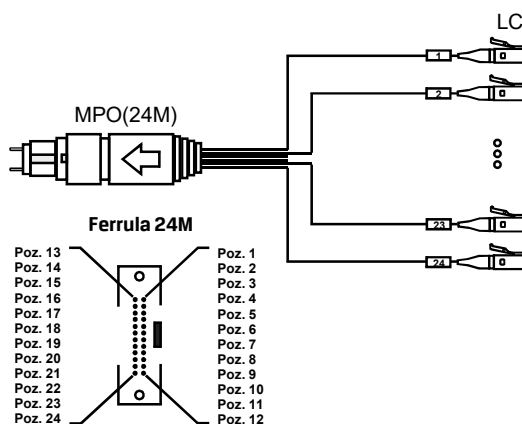 LC
1
MPO(24M)
2
23
24
Ferrula 24M
Poz. 13
Poz. 14
Poz. 15
Poz. 16
Poz. 17
Poz. 18
Poz. 19
Poz. 20
Poz. 21
Poz. 22
Poz. 23
Poz. 24
Poz. 1
Poz. 2
Poz. 3
Poz. 4
Poz. 5
Poz. 6
Poz. 7
Poz. 8
Poz. 9
Poz. 10
Poz. 11
Poz. 12